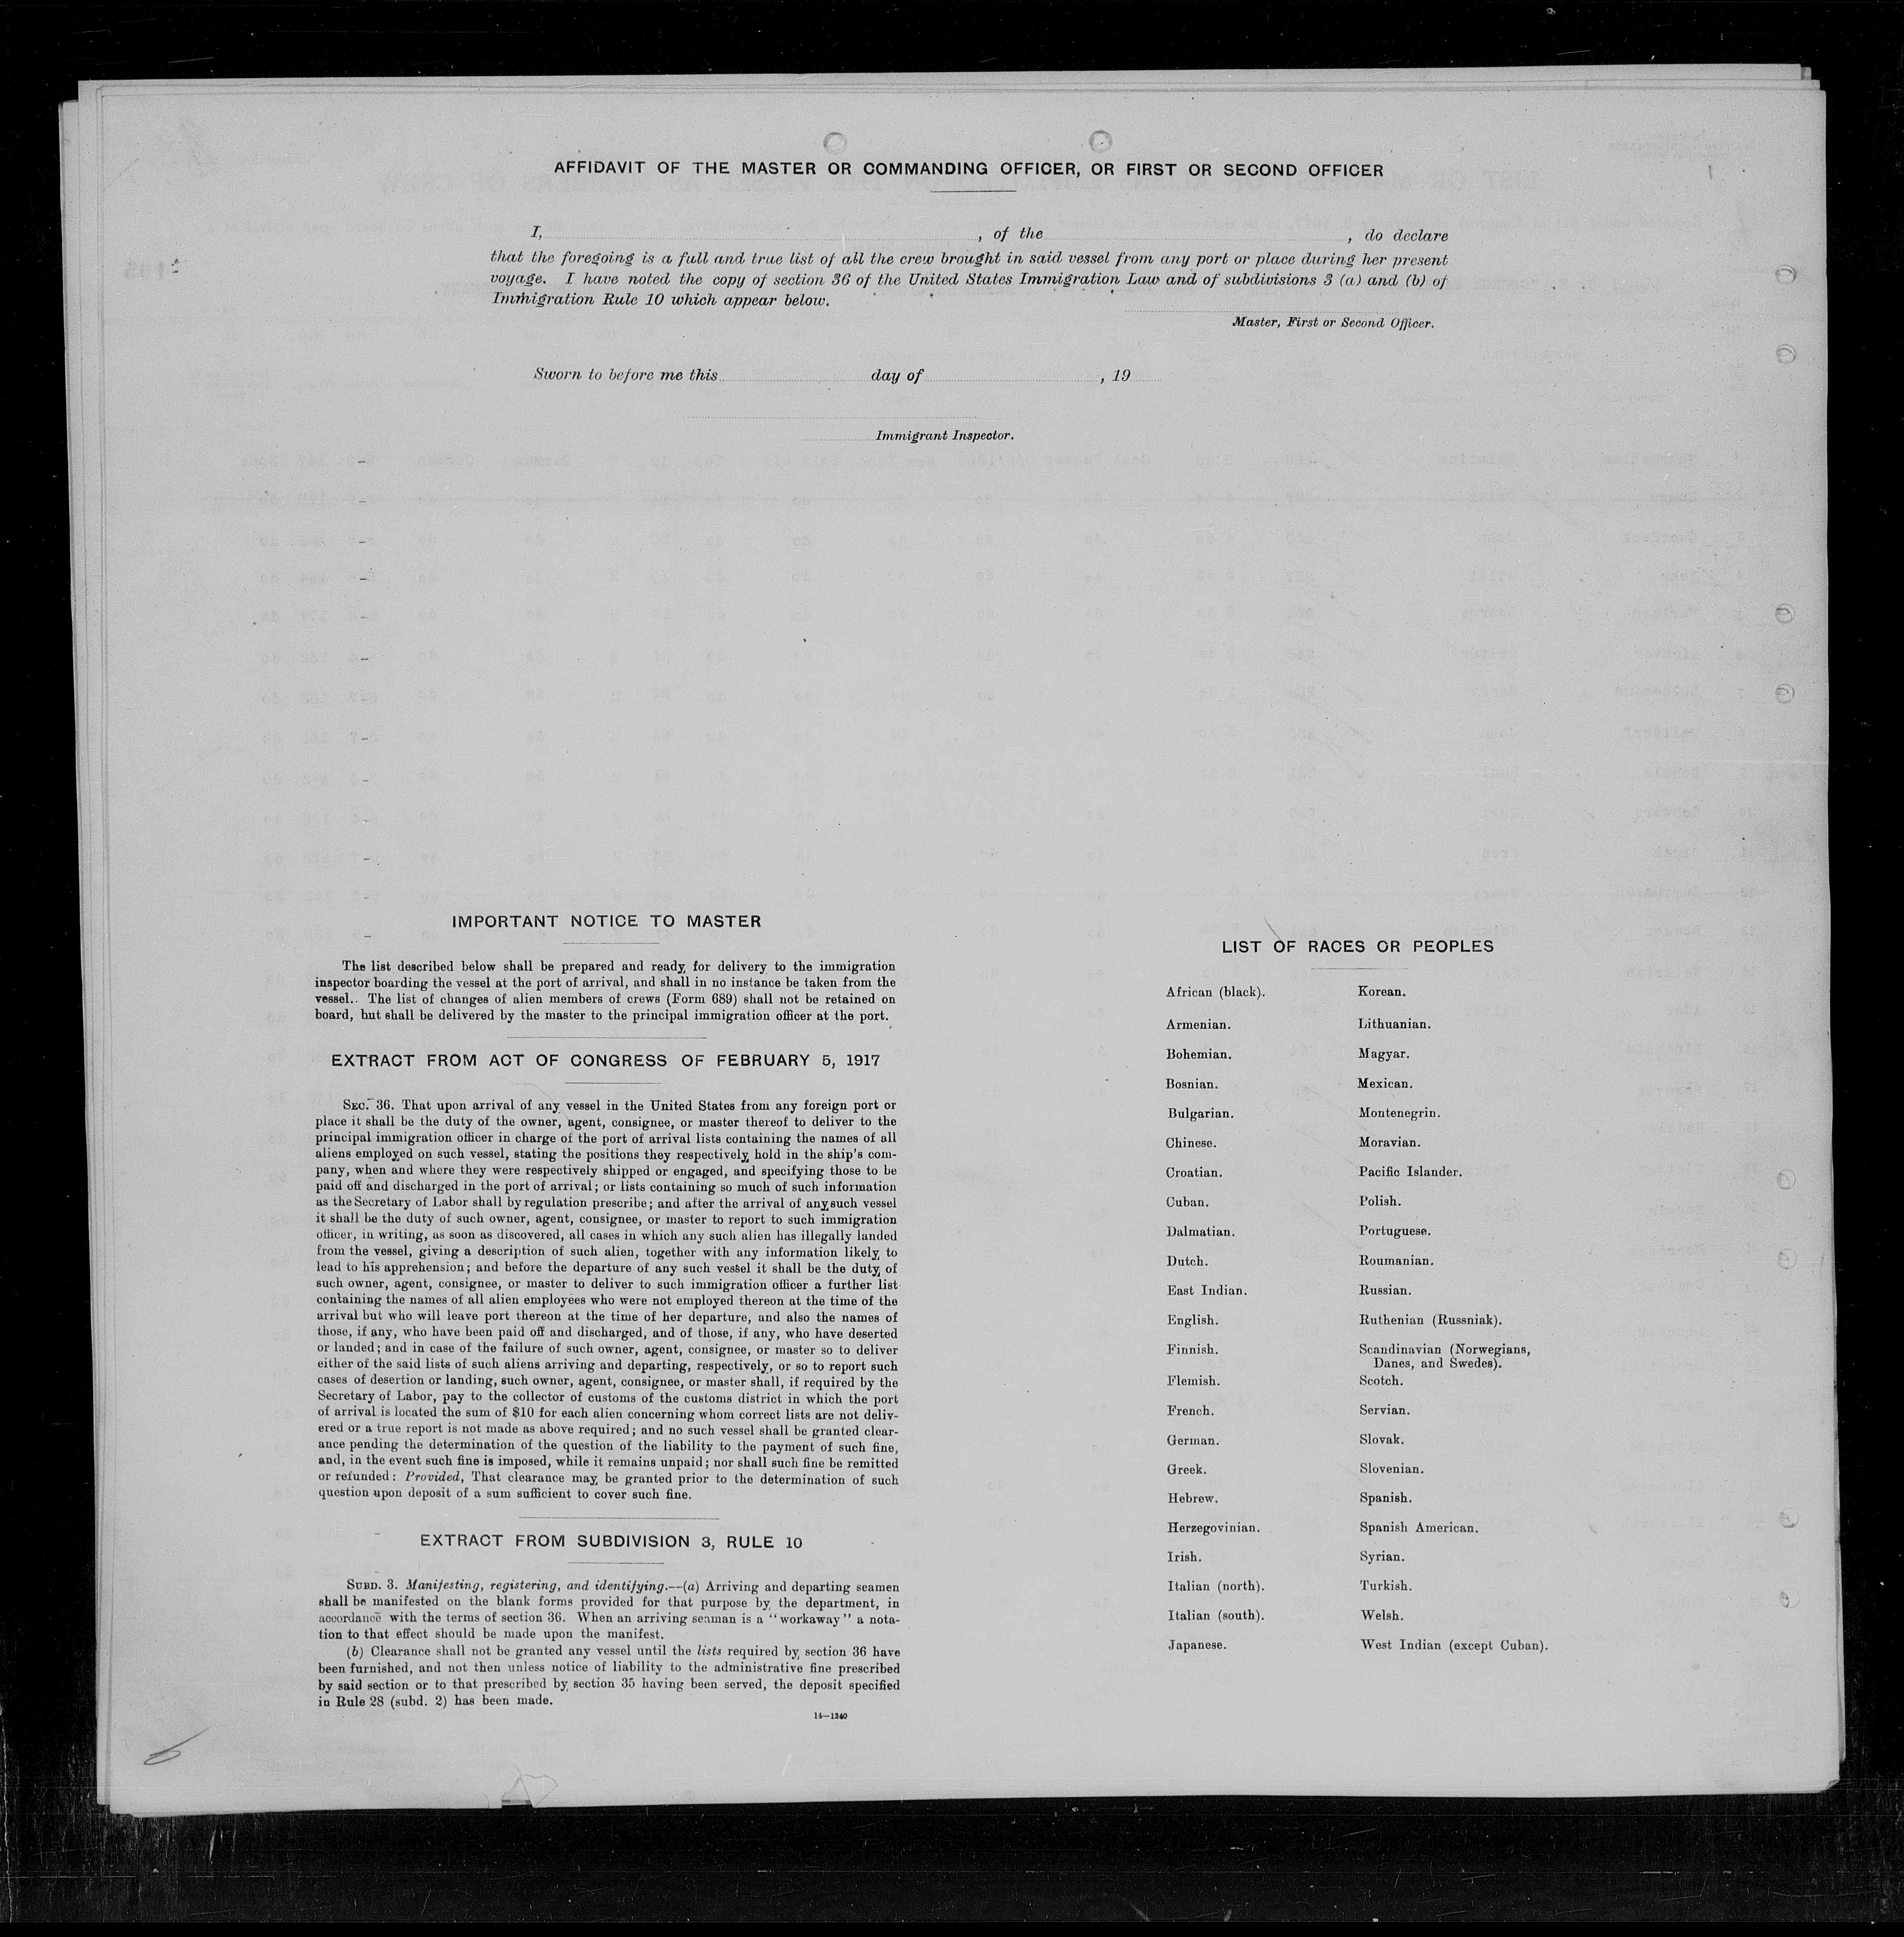 AFFIDAVIT OF THE MASTER OR COMMANDING OFFICER, OR FIRST OR SECOND OFFICER
I, , of the , do declare
that the foregoing is a full and true list of all the crew brought in said vessel from any port or place during her present
voyage. I have noted the copy of section 36 of the United States Immigration Law and of subdivisions 3 (a) and (b) of
Immigration Rule 10 which appear below.
Master, First or Second Officer.
Sworn to before me this day of , 19
Immigrant Inspector.
IMPORTANT NOTICE TO MASTER
The list described below shall be prepared and ready for delivery to the immigration
inspector boarding the vessel at the port of arrival, and shall in no instance be taken from the
vessel. The list of changes of alien members of crews (Form 689) shall not be retained on
board, but shall be delivered by the master to the principal immigration officer at the port.
EXTRACT FROM ACT OF CONGRESS OF FEBRUARY 5, 1917
SEC. 36. That upon arrival of any vessel in the United States from any foreign port or
place it shall be the duty of the owner, agent, consignee, or master thereof to deliver to the
principal immigration officer in charge of the port of arrival lists containing the names of all
aliens employed on such vessel, stating the positions they respectively hold in the ship's com-
pany, when and where they were respectively shipped or engaged, and specifying those to be
paid off and discharged in the port of arrival; or lists containing so much of such information
as the Secretary of Labor shall by regulation prescribe; and after the arrival of any such vessel
it shall be the duty of such owner, agent, consignee, or master to report to such immigration
officer, in writing, as soon as discovered, all cases in which any such alien has illegally landed
from the vessel, giving a description of such alien, together with any information likely to
lead to his apprehension; and before the departure of any such vessel it shall be the duty of
such owner, agent, consignee, or master to deliver to such immigration officer a further list
containing the names of all alien employees who were not employed thereon at the time of the
arrival but who will leave port thereon at the time of her departure, and also the names of
those, if any, who have been paid off and discharged, and of those, if any, who have deserted
or landed; and in case of the failure of such owner, agent, consignee, or master so to deliver
either of the said lists of such aliens arriving and departing, respectively, or so to report such
cases of desertion or landing, such owner, agent, consignee, or master shall, if required by the
Secretary of Labor, pay to the collector of customs of the customs district in which the port
of arrival is located the sum of $10 for each alien concerning whom correct lists are not deliv-
ered or a true report is not made as above required; and no such vessel shall be granted clear-
ance pending the determination of the question of the liability to the payment of such fine,
and, in the event such fine is imposed, while it remains unpaid; nor shall such fine be remitted
or refunded: Provided, That clearance may be granted prior to the determination of such
question upon deposit of a sum sufficient to cover such fine.
EXTRACT FROM SUBDIVISION 3, RULE 10
SUBD. 3. Manifesting, registering, and identifying.—(a) Arriving and departing seamen
shall be manifested on the blank forms provided for that purpose by the department, in
accordance with the terms of section 36. When an arriving seaman is a "workaway" a nota-
tion to that effect should be made upon the manifest.
(b) Clearance shall not be granted any vessel until the lists required by section 36 have
been furnished, and not then unless notice of liability to the administrative fine prescribed
by said section or to that prescribed by section 35 having been served, the deposit specified
in Rule 28 (subd. 2) has been made.
14—1340
LIST OF RACES OR PEOPLES
African (black).
Armenian.
Bohemian.
Bosnian.
Bulgarian.
Chinese.
Croatian.
Cuban.
Dalmatian.
Dutch.
East Indian.
English.
Finnish.
Flemish.
French.
German.
Greek.
Hebrew.
Herzegovinian.
Irish.
Italian (north).
Italian (south).
Japanese.
Korean.
Lithuanian.
Magyar.
Mexican.
Montenegrin.
Moravian.
Pacific Islander.
Polish.
Portuguese.
Roumanian.
Russian.
Ruthenian (Russniak).
Scandinavian (Norwegians,
Danes, and Swedes).
Scotch.
Servian.
Slovak.
Slovenian.
Spanish.
Spanish American.
Syrian.
Turkish.
Welsh.
West Indian (except Cuban).